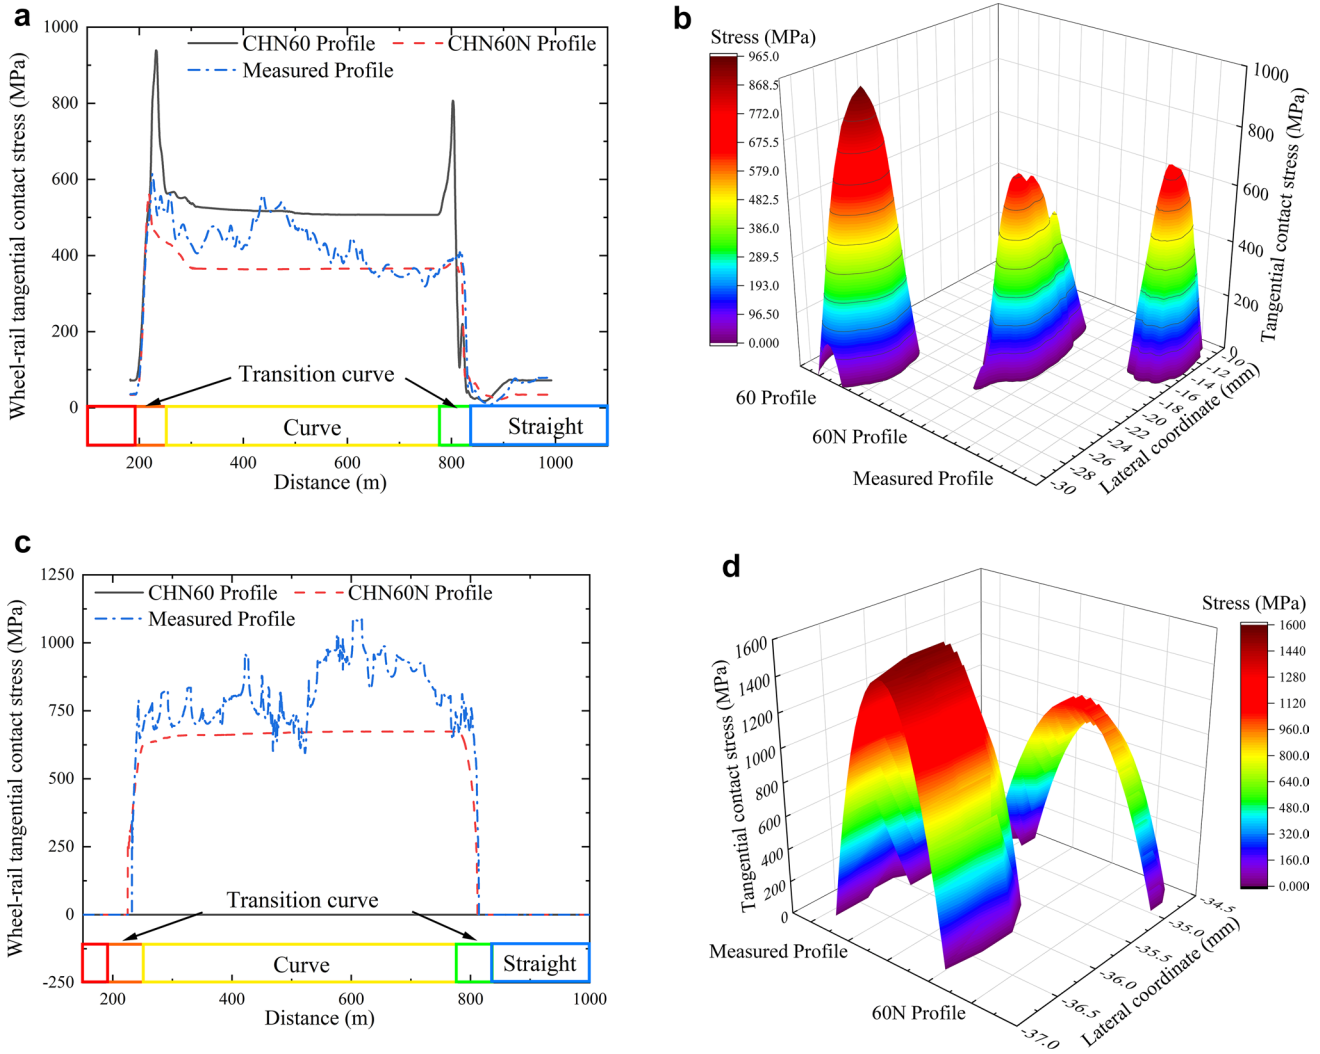 a
1000
800
600
400
200
0
Wheel-rail tangential contact stress (MPa)
CHN60 Profile
CHN60N Profile
Measured Profile
Transition curve
Curve
Straight
200
400
600
800
1000
Distance (m)
b
Stress (MPa)
965.0
868.5
772.0
675.5
579.0
482.5
386.0
289.5
193.0
96.50
0.000
1000
800
600
400
200
0
Tangential contact stress (MPa)
60 Profile
60N Profile
Measured Profile
-10
-12
-14
-16
-18
-20
-22
-24
-26
-28
-30
Lateral coordinate (mm)
c
1250
1000
750
500
250
0
-250
Wheel-rail tangential contact stress (MPa)
CHN60 Profile
CHN60N Profile
Measured Profile
Transition curve
Curve
Straight
200
400
600
800
1000
Distance (m)
d
1600
1400
1200
1000
800
600
400
200
0
Tangential contact stress (MPa)
Stress (MPa)
1600
1440
1280
1120
960.0
800.0
640.0
480.0
320.0
160.0
0.000
Measured Profile
60N Profile
-34.5
-35.0
-35.5
-36.0
-36.5
-37.0
Lateral coordinate (mm)